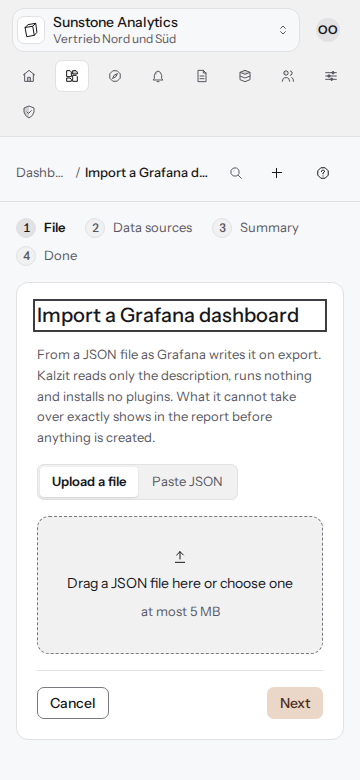 Sunstone Analytics
Vertrieb Nord und Süd
OO
Dashb... / Import a Grafana d...
1 File 2 Data sources 3 Summary
4 Done
Import a Grafana dashboard
From a JSON file as Grafana writes it on export.
Kalzit reads only the description, runs nothing
and installs no plugins. What it cannot take
over exactly shows in the report before
anything is created.
Upload a file Paste JSON
Drag a JSON file here or choose one
at most 5 MB
Cancel Next